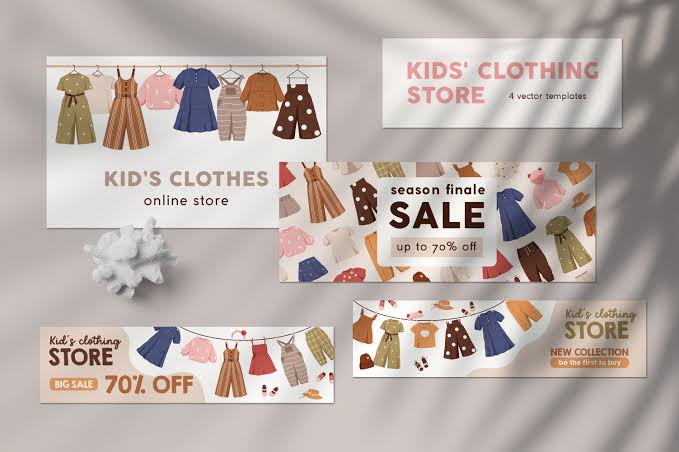 KID'S CLOTHES
online store
KIDS' CLOTHING
STORE
4 vector templates
season finale
SALE
up to 70% off
Kid's clothing
STORE
BIG SALE
70% OFF
Kid's clothing
STORE
NEW COLLECTION
be the first to buy